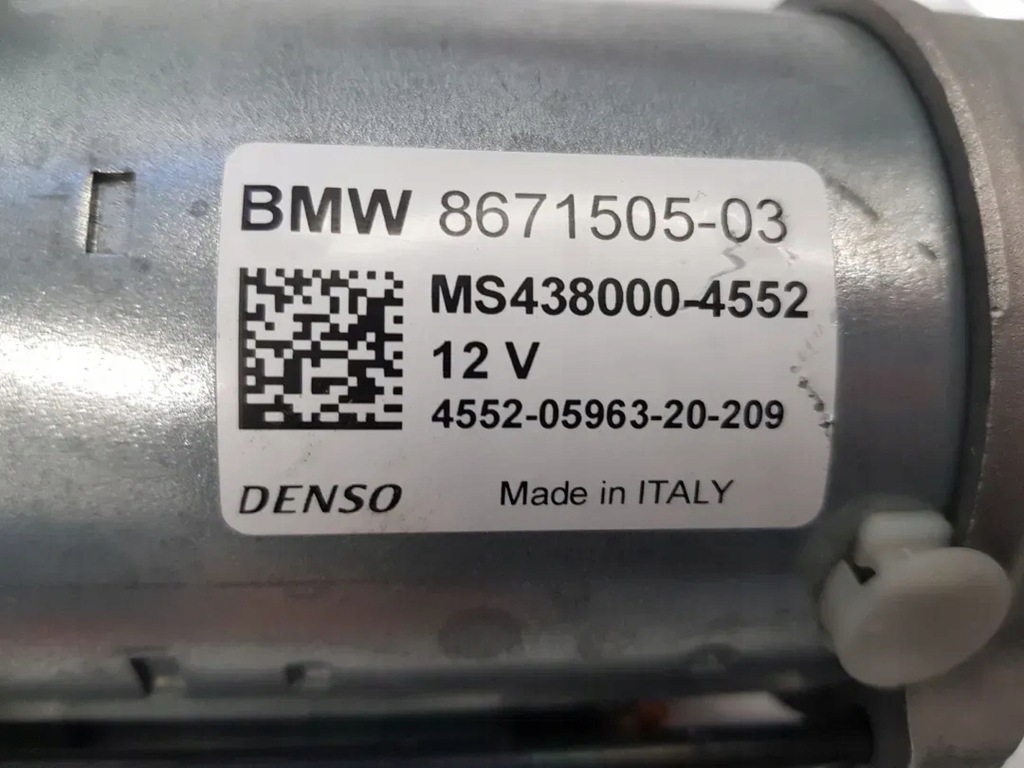 BMW 8671505-03
MS438000-4552
12 V
4552-05963-20-209
DENSO Made in ITALY